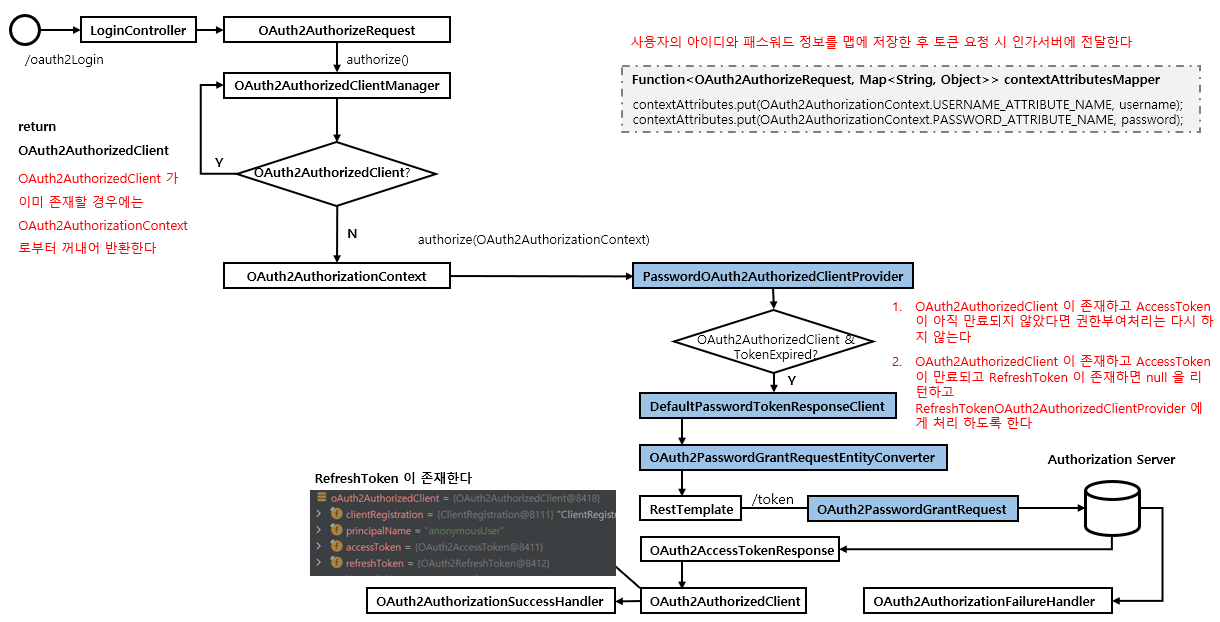 LoginController
OAuth2AuthorizeRequest
/oauth2Login
authorize()
OAuth2AuthorizedClientManager
사용자의 아이디와 패스워드 정보를 맵에 저장한 후 토큰 요청 시 인가서버에 전달한다
Function<OAuth2AuthorizeRequest, Map<String, Object>> contextAttributesMapper
contextAttributes.put(OAuth2AuthorizationContext.USERNAME_ATTRIBUTE_NAME, username);
contextAttributes.put(OAuth2AuthorizationContext.PASSWORD_ATTRIBUTE_NAME, password);
return
OAuth2AuthorizedClient
OAuth2AuthorizedClient 가
이미 존재할 경우에는
OAuth2AuthorizationContext
로부터 꺼내어 반환한다
Y
OAuth2AuthorizedClient?
N
authorize(OAuth2AuthorizationContext)
OAuth2AuthorizationContext
PasswordOAuth2AuthorizedClientProvider
OAuth2AuthorizedClient &
TokenExpired?
Y
1. OAuth2AuthorizedClient 이 존재하고 AccessToken
이 아직 만료되지 않았다면 권한부여처리는 다시 하
지 않는다
2. OAuth2AuthorizedClient 이 존재하고 AccessToken
이 만료되고 RefreshToken 이 존재하면 null 을 리
턴하고
RefreshTokenOAuth2AuthorizedClientProvider 에
게 처리 하도록 한다
DefaultPasswordTokenResponseClient
OAuth2PasswordGrantRequestEntityConverter
Authorization Server
RestTemplate
/token
OAuth2PasswordGrantRequest
OAuth2AccessTokenResponse
RefreshToken 이 존재한다
oAuth2AuthorizedClient = {OAuth2AuthorizedClient@8418}
clientRegistration = {ClientRegistration@8111} "ClientRegistr
principalName = "anonymousUser"
accessToken = {OAuth2AccessToken@8411}
refreshToken = {OAuth2RefreshToken@8412}
OAuth2AuthorizationSuccessHandler
OAuth2AuthorizedClient
OAuth2AuthorizationFailureHandler